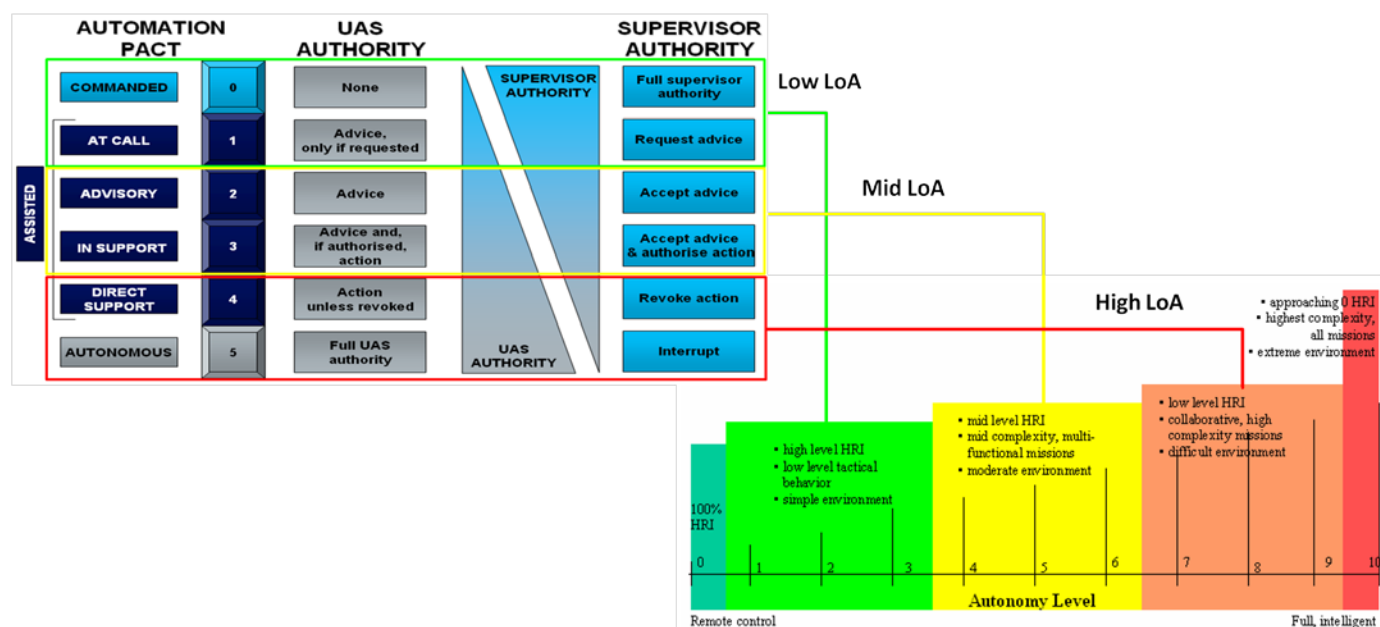 AUTOMATION
PACT
UAS
AUTHORITY
SUPERVISOR
AUTHORITY
COMMANDED
0
None
SUPERVISOR
AUTHORITY
Full supervisor
authority
Low LoA
AT CALL
1
Advice,
only if requested
Request advice
ASSISTED
ADVISORY
2
Advice
Accept advice
Mid LoA
IN SUPPORT
3
Advice and,
if authorised,
action
Accept advice
& authorise action
DIRECT
SUPPORT
4
Action
unless revoked
Revoke action
High LoA
AUTONOMOUS
5
Full UAS
authority
UAS
AUTHORITY
Interrupt
▪ approaching 0 HRI
▪ highest complexity,
all missions
▪ extreme environment
▪ low level HRI
▪ collaborative, high
complexity missions
▪ difficult environment
▪ mid level HRI
▪ mid complexity, multi-
functional missions
▪ moderate environment
▪ high level HRI
▪ low level tactical
behavior
▪ simple environment
100%
HRI
0 1 2 3 4 5 6 7 8 9 10
Autonomy Level
Remote control
Full, intelligent